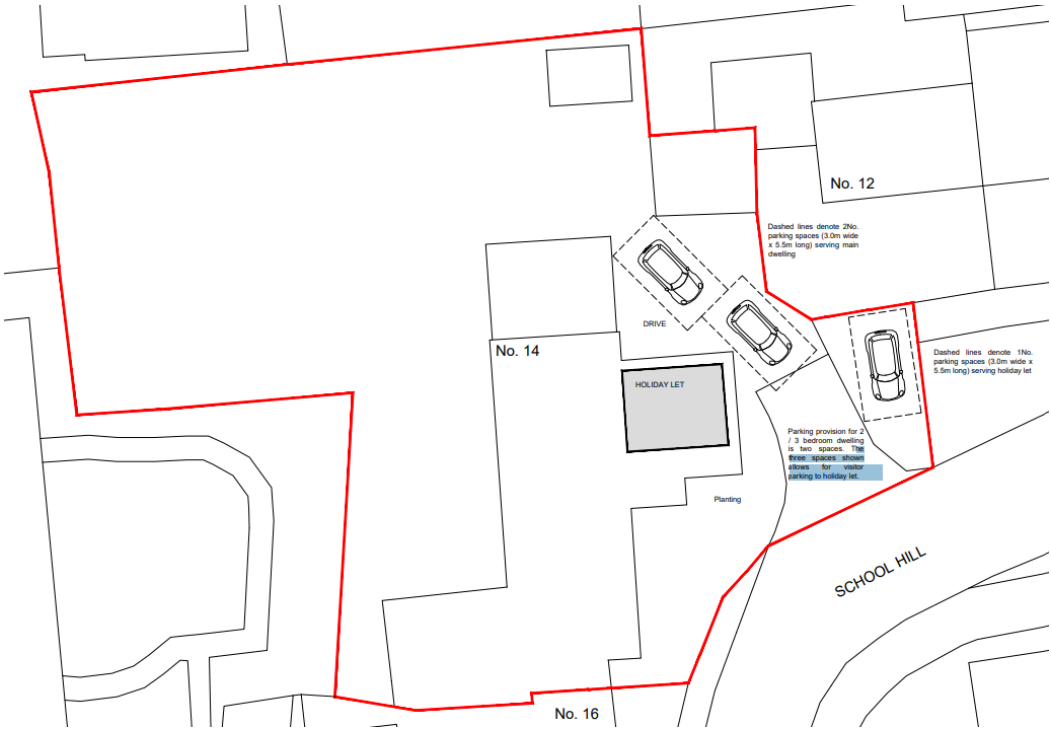 No. 12
Dashed lines denote 2No.
parking spaces (3.0m wide
x 5.5m long) serving main
dwelling
DRIVE
No. 14
Dashed lines denote 1No.
parking spaces (3.0m wide x
5.5m long) serving holiday let
HOLIDAY LET
Parking provision for 2
/ 3 bedroom dwelling
is two spaces. The
three spaces shown
allows for visitor
parking to holiday let.
Planting
SCHOOL HILL
No. 16